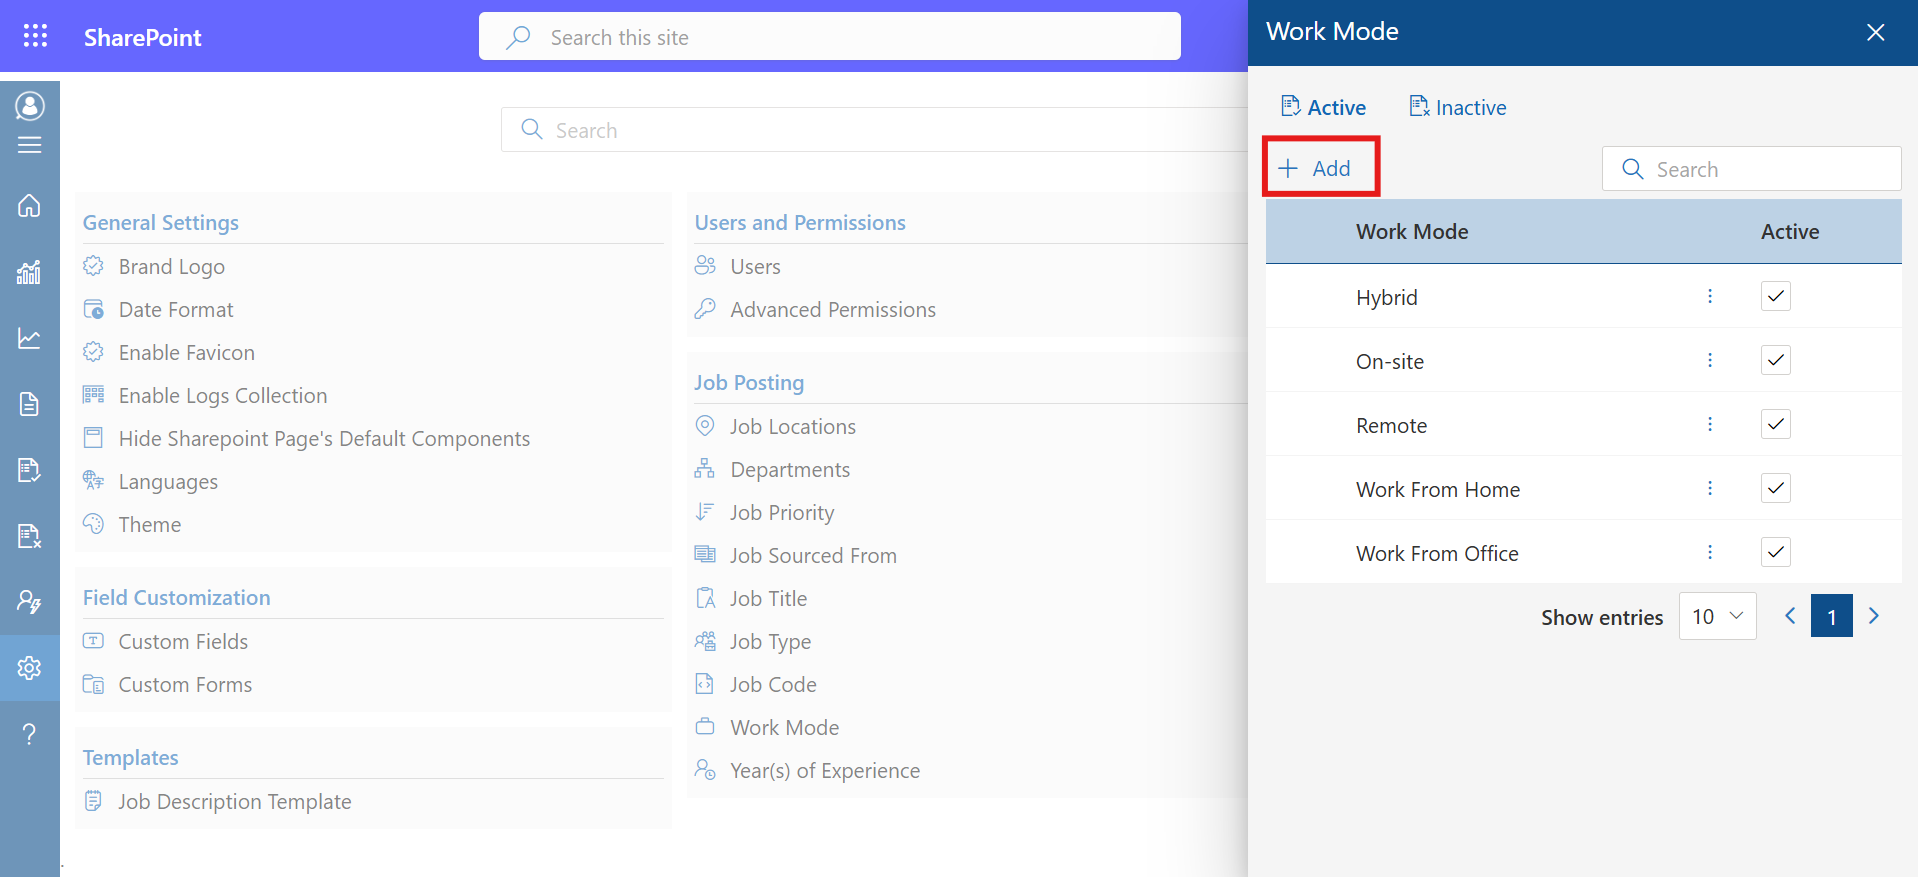 SharePoint
Search this site
Search
General Settings
Brand Logo
Date Format
Enable Favicon
Enable Logs Collection
Hide Sharepoint Page's Default Components
Languages
Theme
Field Customization
Custom Fields
Custom Forms
Templates
Job Description Template
Users and Permissions
Users
Advanced Permissions
Job Posting
Job Locations
Departments
Job Priority
Job Sourced From
Job Title
Job Type
Job Code
Work Mode
Year(s) of Experience
Work Mode
Active Inactive
Add Search
Work Mode Active
Hybrid
On-site
Remote
Work From Home
Work From Office
Show entries 10 1